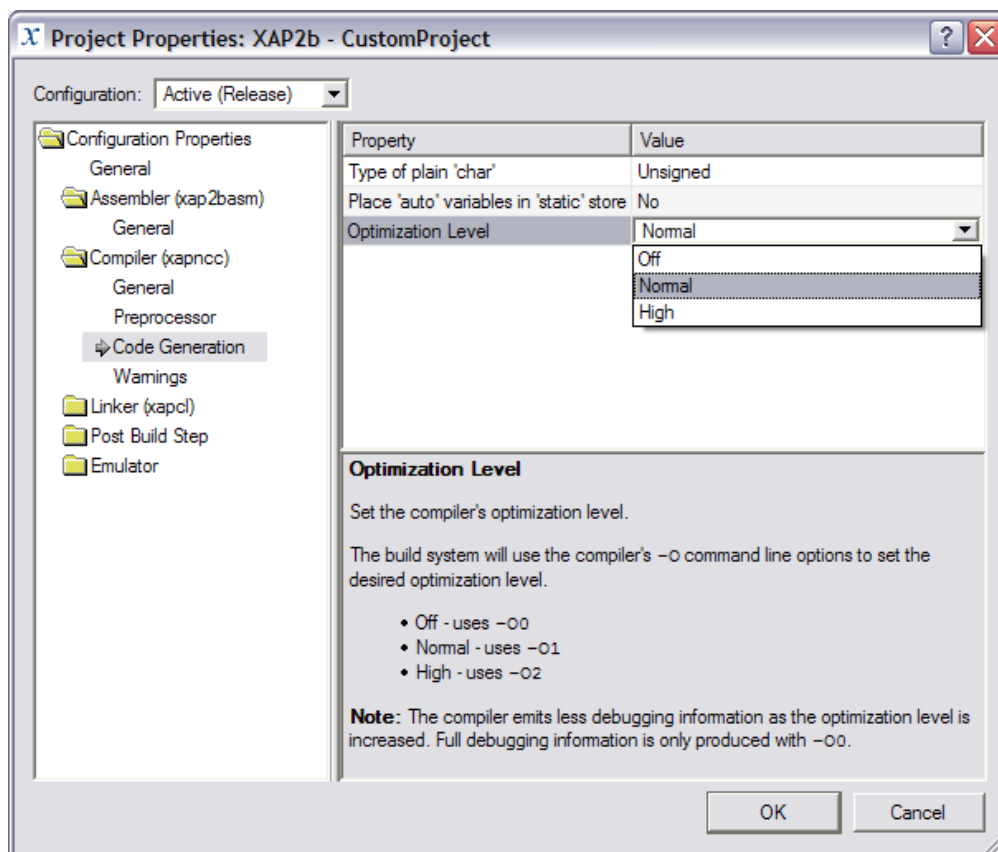 X Project Properties: XAP2b - CustomProject
?
Configuration: Active (Release)
Configuration Properties
General
Assembler (xap2basm)
General
Compiler (xapncc)
General
Preprocessor
Code Generation
Warnings
Linker (xapcl)
Post Build Step
Emulator
Property Value
Type of plain 'char' Unsigned
Place 'auto' variables in 'static' store No
Optimization Level Normal
Off
Normal
High
Optimization Level
Set the compiler's optimization level.
The build system will use the compiler's -O command line options to set the
desired optimization level.
• Off - uses -O0
• Normal - uses -O1
• High - uses -O2
Note: The compiler emits less debugging information as the optimization level is
increased. Full debugging information is only produced with -O0.
OK Cancel